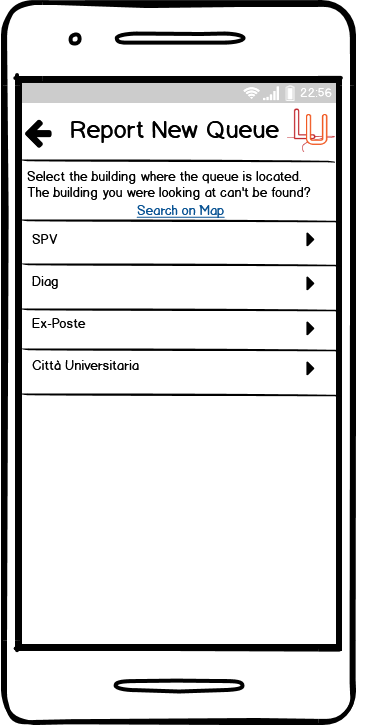 22:56
Report New Queue LU
Select the building where the queue is located.
The building you were looking at can't be found?
Search on Map
SPV
Diag
Ex-Poste
Città Universitaria